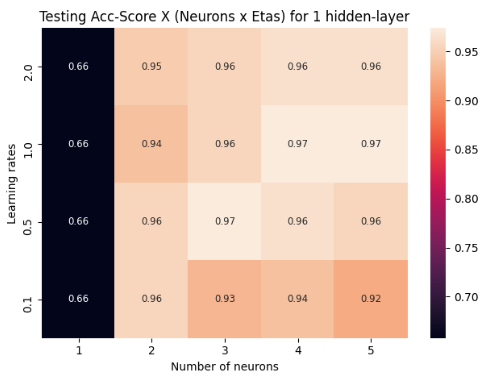 Testing Acc-Score X (Neurons x Etas) for 1 hidden-layer
Learning rates
2.0 0.66 0.95 0.96 0.96 0.96
1.0 0.66 0.94 0.96 0.97 0.97
0.5 0.66 0.96 0.97 0.96 0.96
0.1 0.66 0.96 0.93 0.94 0.92
1 2 3 4 5
Number of neurons
0.95
0.90
0.85
0.80
0.75
0.70